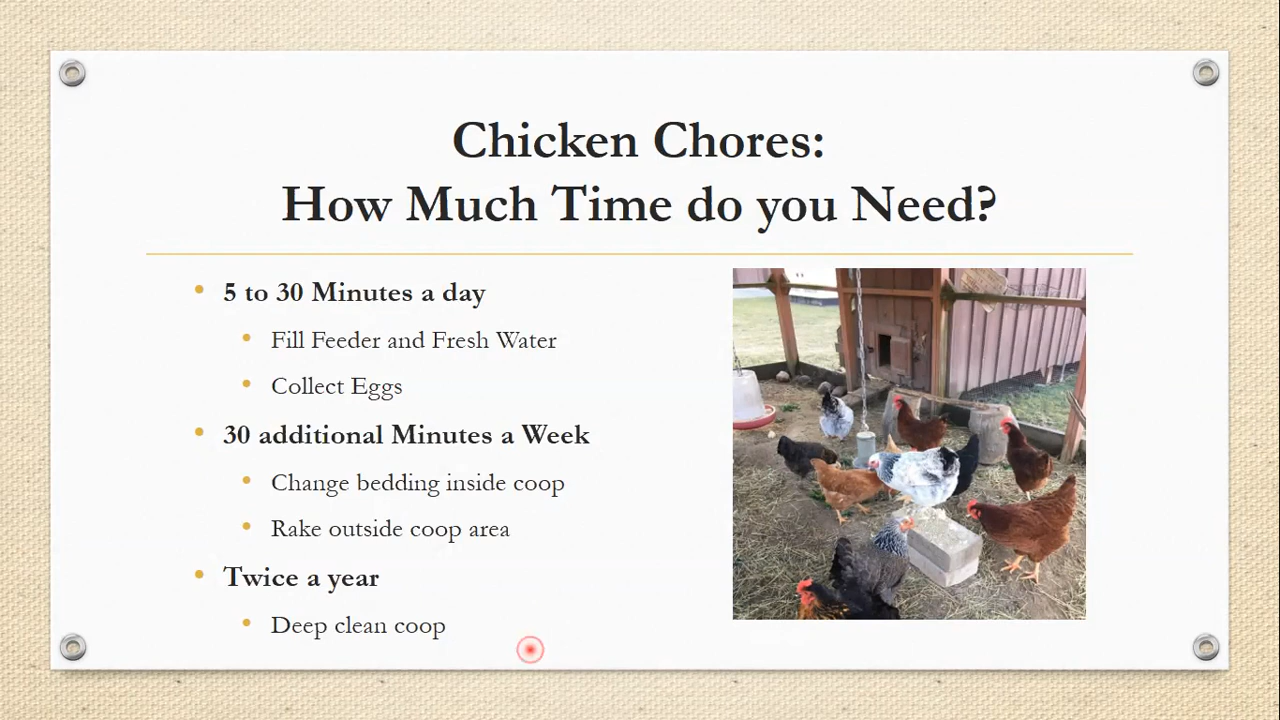 Chicken Chores:
How Much Time do you Need?
5 to 30 Minutes a day
Fill Feeder and Fresh Water
Collect Eggs
30 additional Minutes a Week
Change bedding inside coop
Rake outside coop area
Twice a year
Deep clean coop